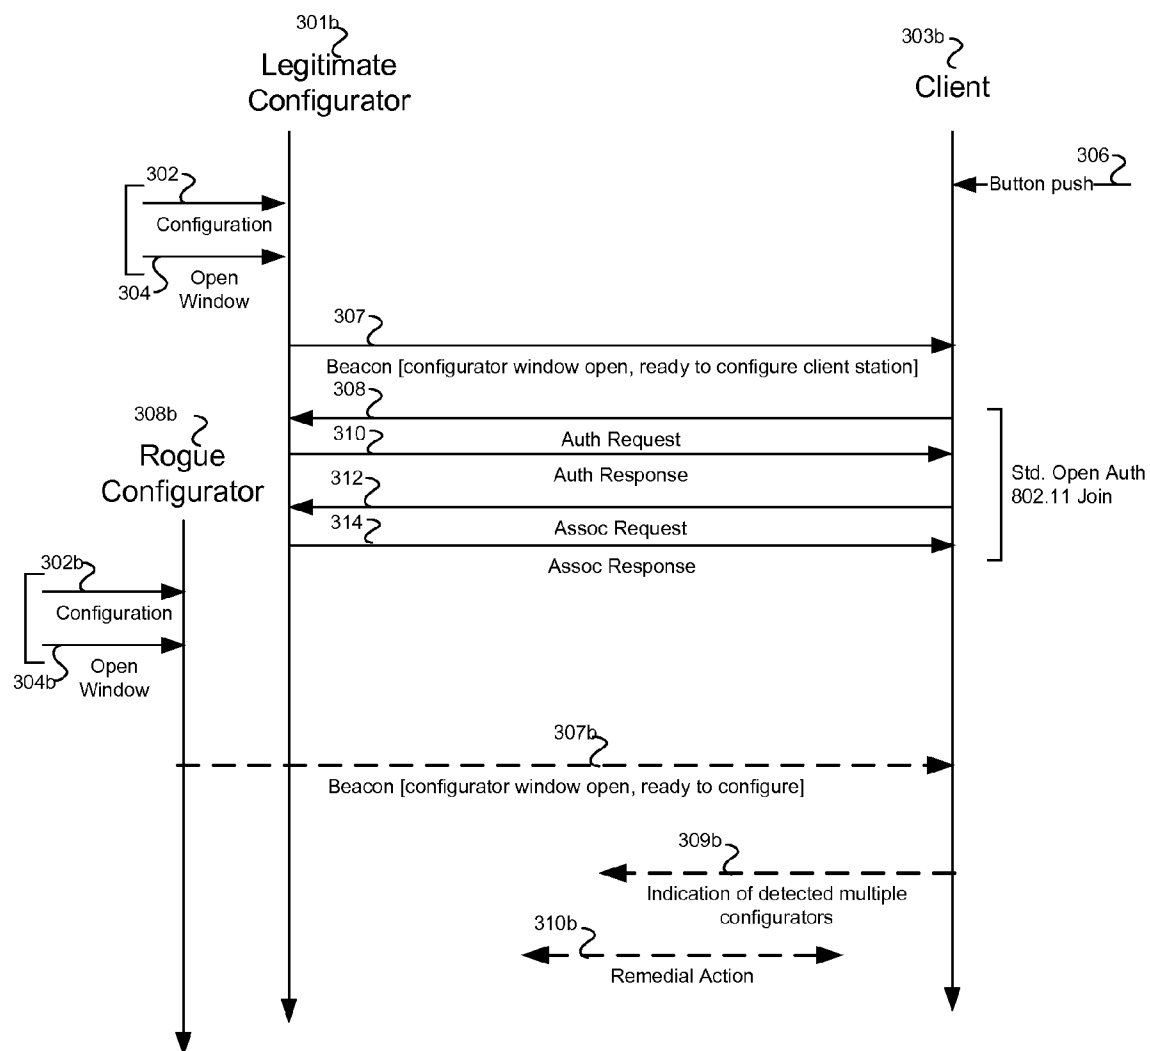 301b
Legitimate
Configurator
303b
Client
306
Button push
302
Configuration
304
Open
Window
307
Beacon [configurator window open, ready to configure client station]
308
Auth Request
310
Auth Response
312
Assoc Request
314
Assoc Response
Std. Open Auth
802.11 Join
308b
Rogue
Configurator
302b
Configuration
304b
Open
Window
307b
Beacon [configurator window open, ready to configure]
309b
Indication of detected multiple
configurators
310b
Remedial Action